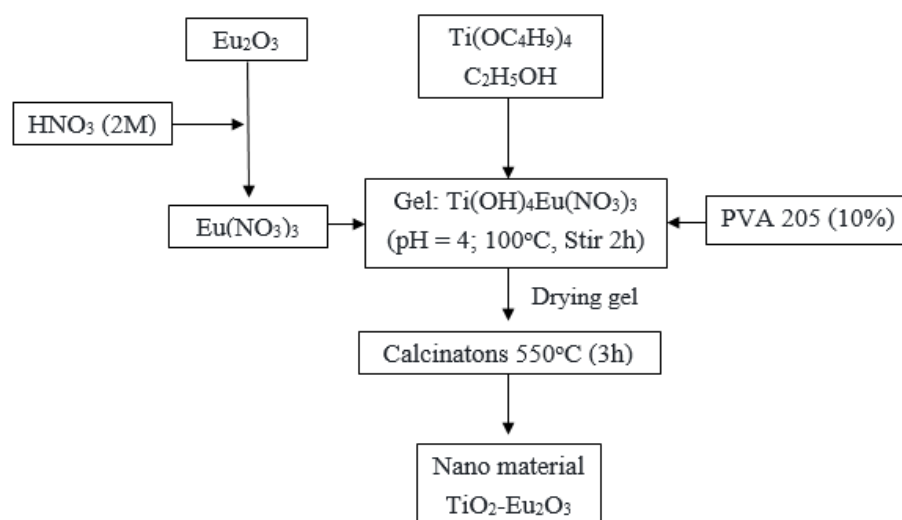 Eu₂O₃
Ti(OC₄H₉)₄
C₂H₅OH
HNO₃ (2M)
Eu(NO₃)₃
Gel: Ti(OH)₄Eu(NO₃)₃
(pH = 4; 100°C, Stir 2h)
PVA 205 (10%)
Drying gel
Calcinatons 550°C (3h)
Nano material
TiO₂-Eu₂O₃